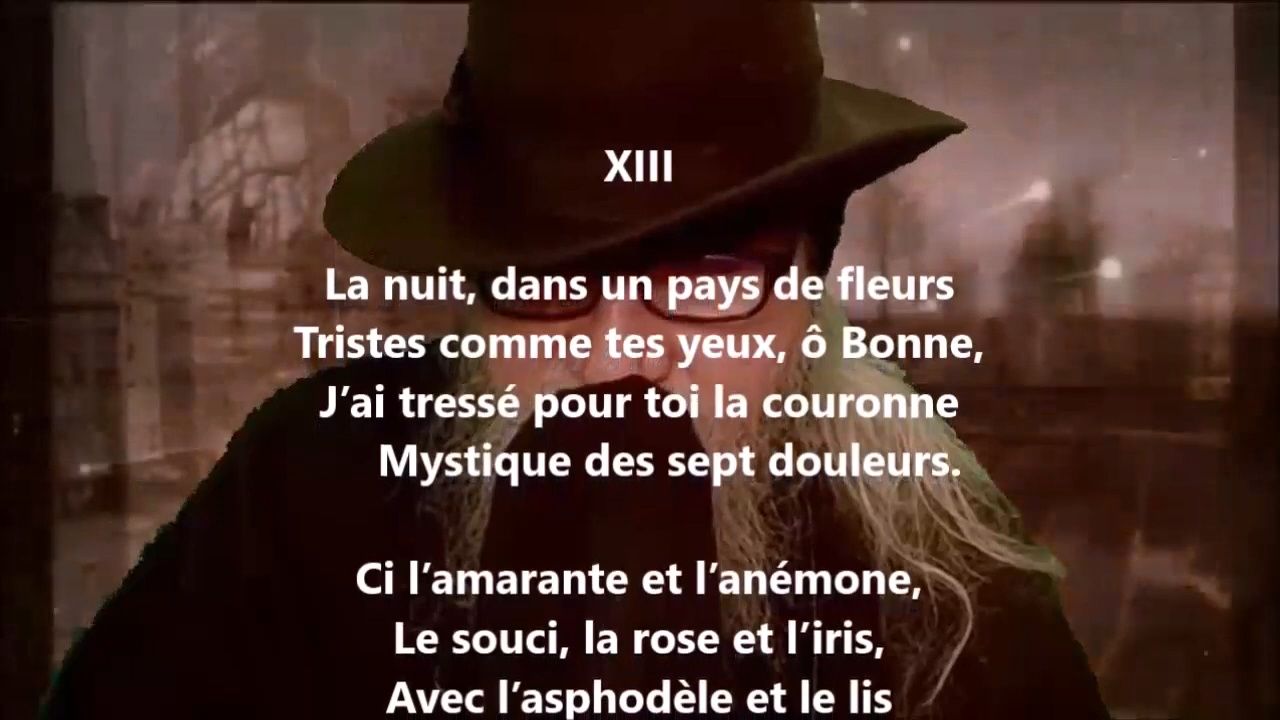 XIII
La nuit, dans un pays de fleurs
Tristes comme tes yeux, ô Bonne,
J’ai tressé pour toi la couronne
Mystique des sept douleurs.
Ci l’amarante et l’anémone,
Le souci, la rose et l’iris,
Avec l’asphodèle et le lis